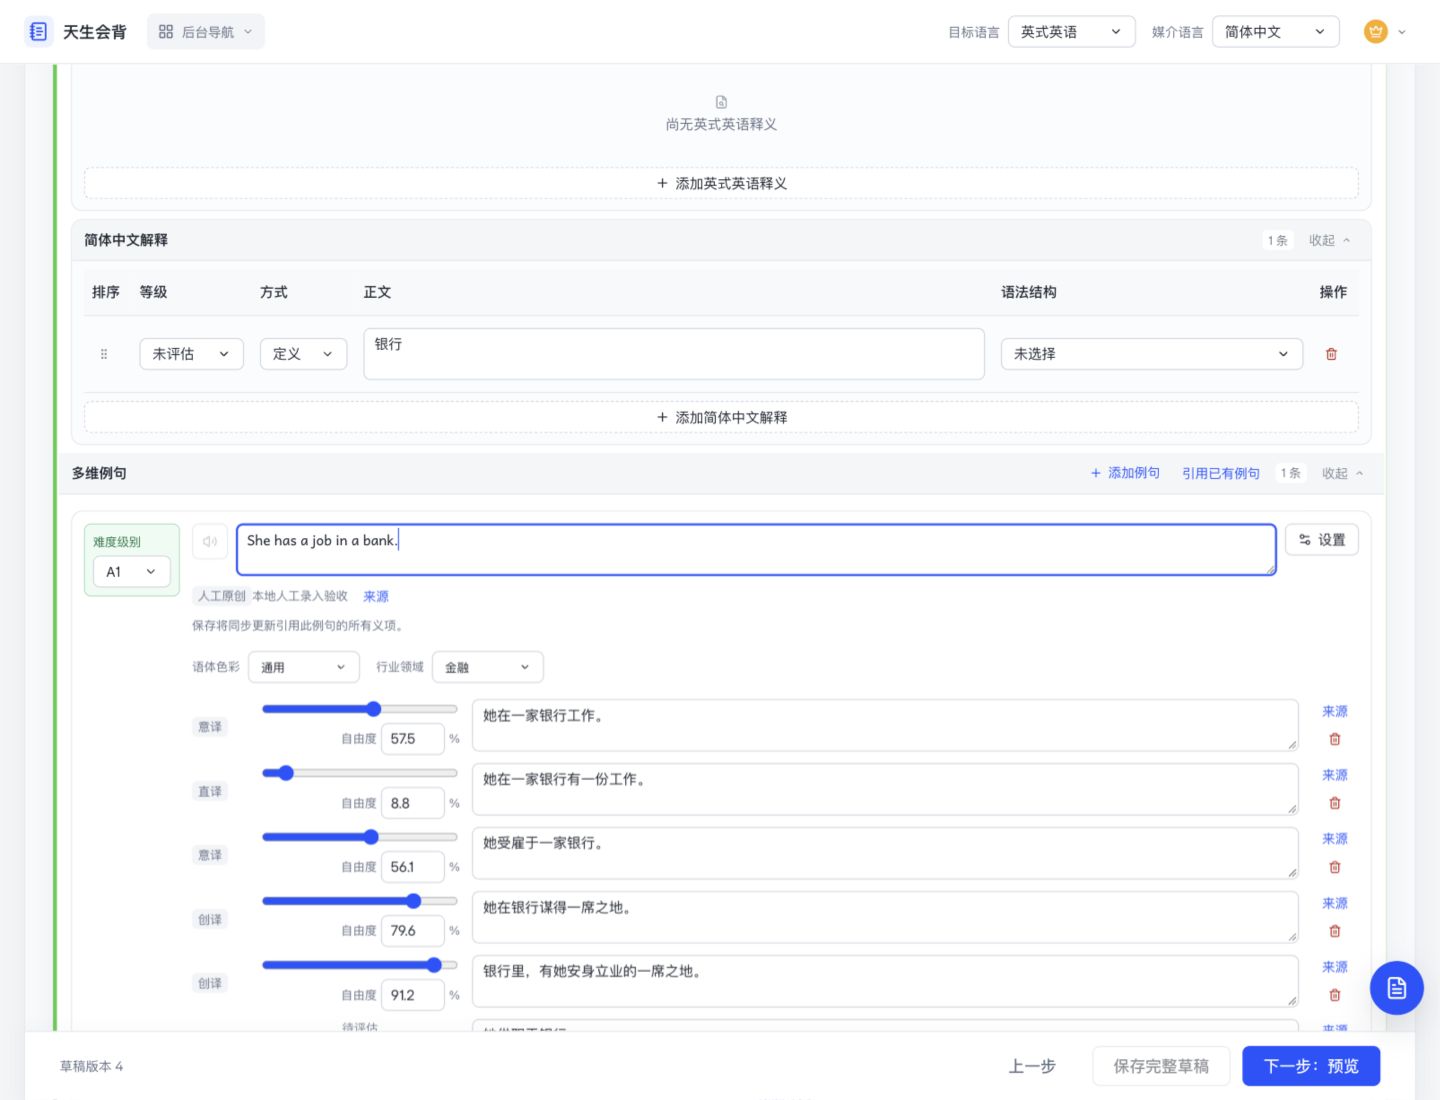 天生会背
后台导航
目标语言 英式英语 媒介语言 简体中文
尚无英式英语释义
+ 添加英式英语释义
简体中文解释 1 条 收起
排序 等级 方式 正文 语法结构 操作
未评估 定义 银行 未选择
+ 添加简体中文解释
多维例句 + 添加例句 引用已有例句 1 条 收起
难度级别
A1
She has a job in a bank.
设置
人工原创 本地人工录入验收 来源
保存将同步更新引用此例句的所有义项。
语体色彩 通用 行业领域 金融
意译 自由度 57.5 % 她在一家银行工作。 来源
直译 自由度 8.8 % 她在一家银行有一份工作。 来源
意译 自由度 56.1 % 她受雇于一家银行。 来源
创译 自由度 79.6 % 她在银行谋得一席之地。 来源
创译 自由度 91.2 % 银行里，有她安身立业的一席之地。 来源
待评估
草稿版本 4 上一步 保存完整草稿 下一步：预览